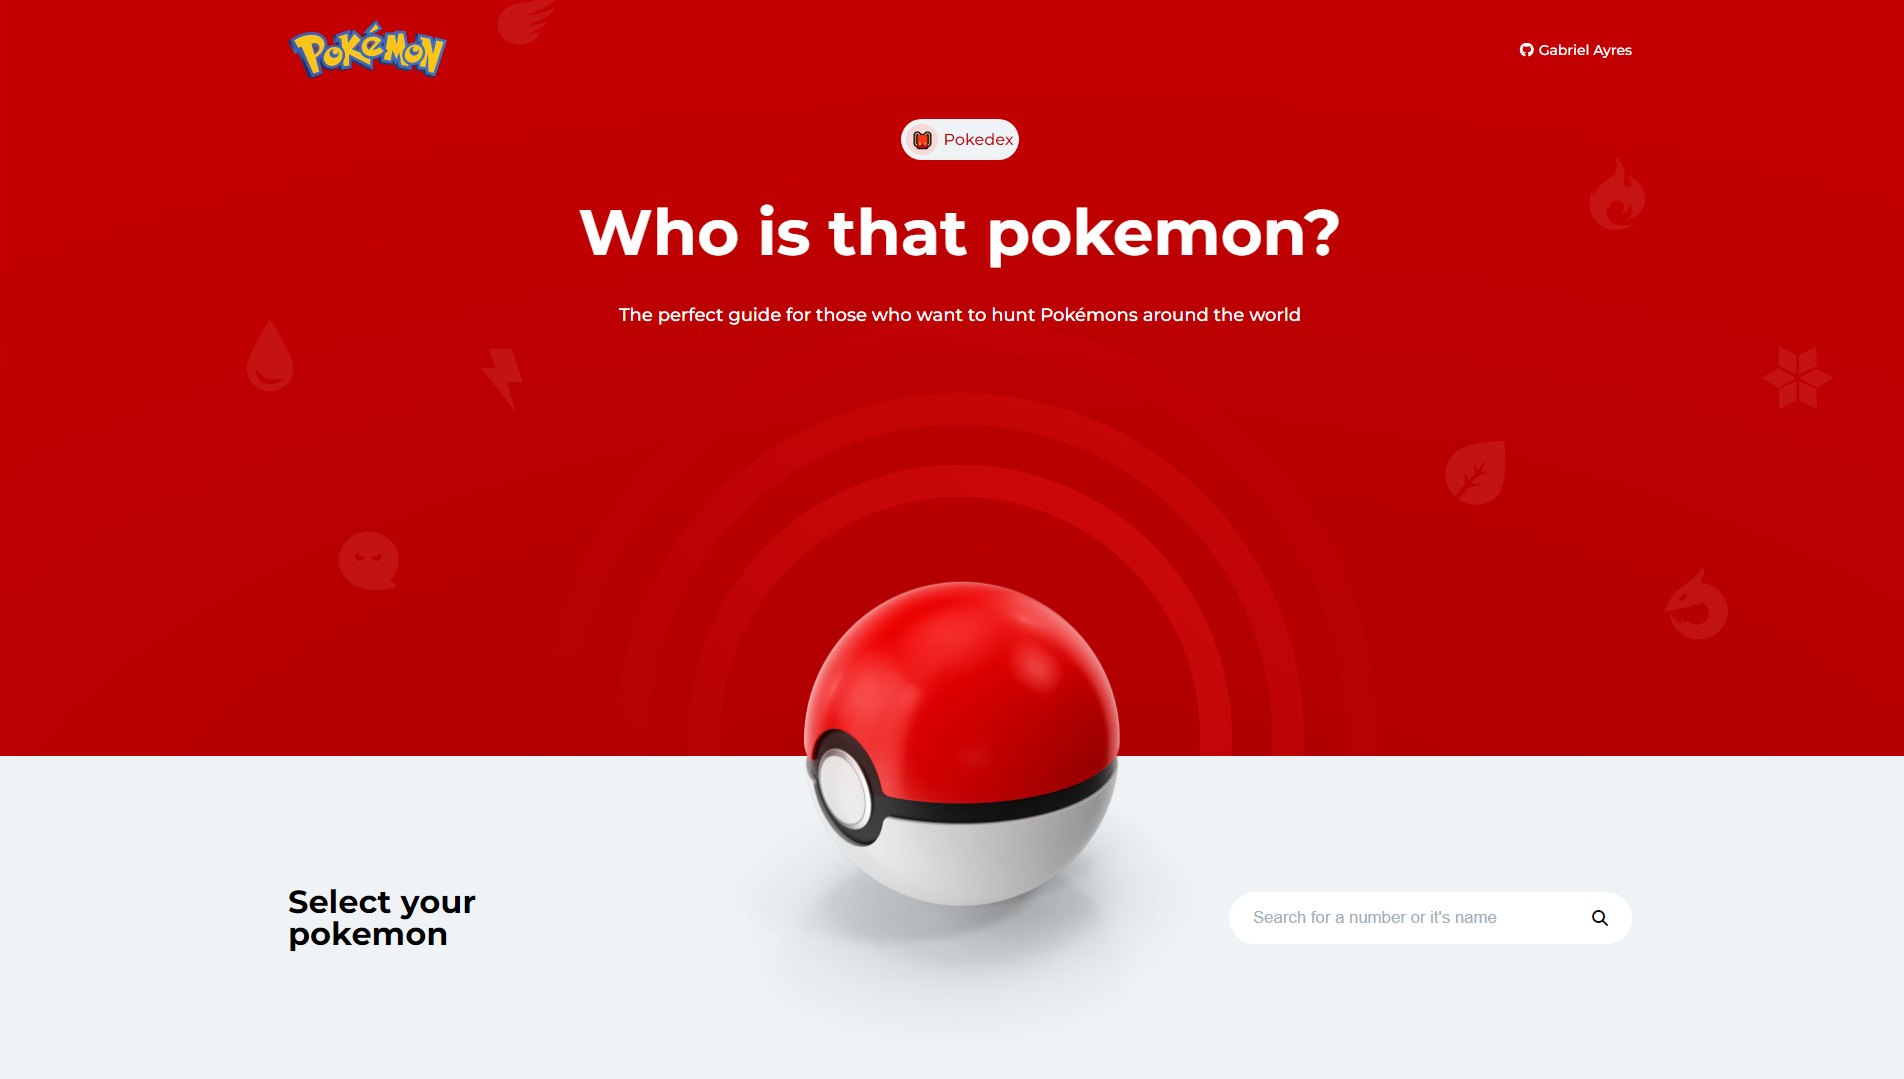 Pokémon
Gabriel Ayres
Pokedex
Who is that pokemon?
The perfect guide for those who want to hunt Pokémons around the world
Select your
pokemon
Search for a number or it's name